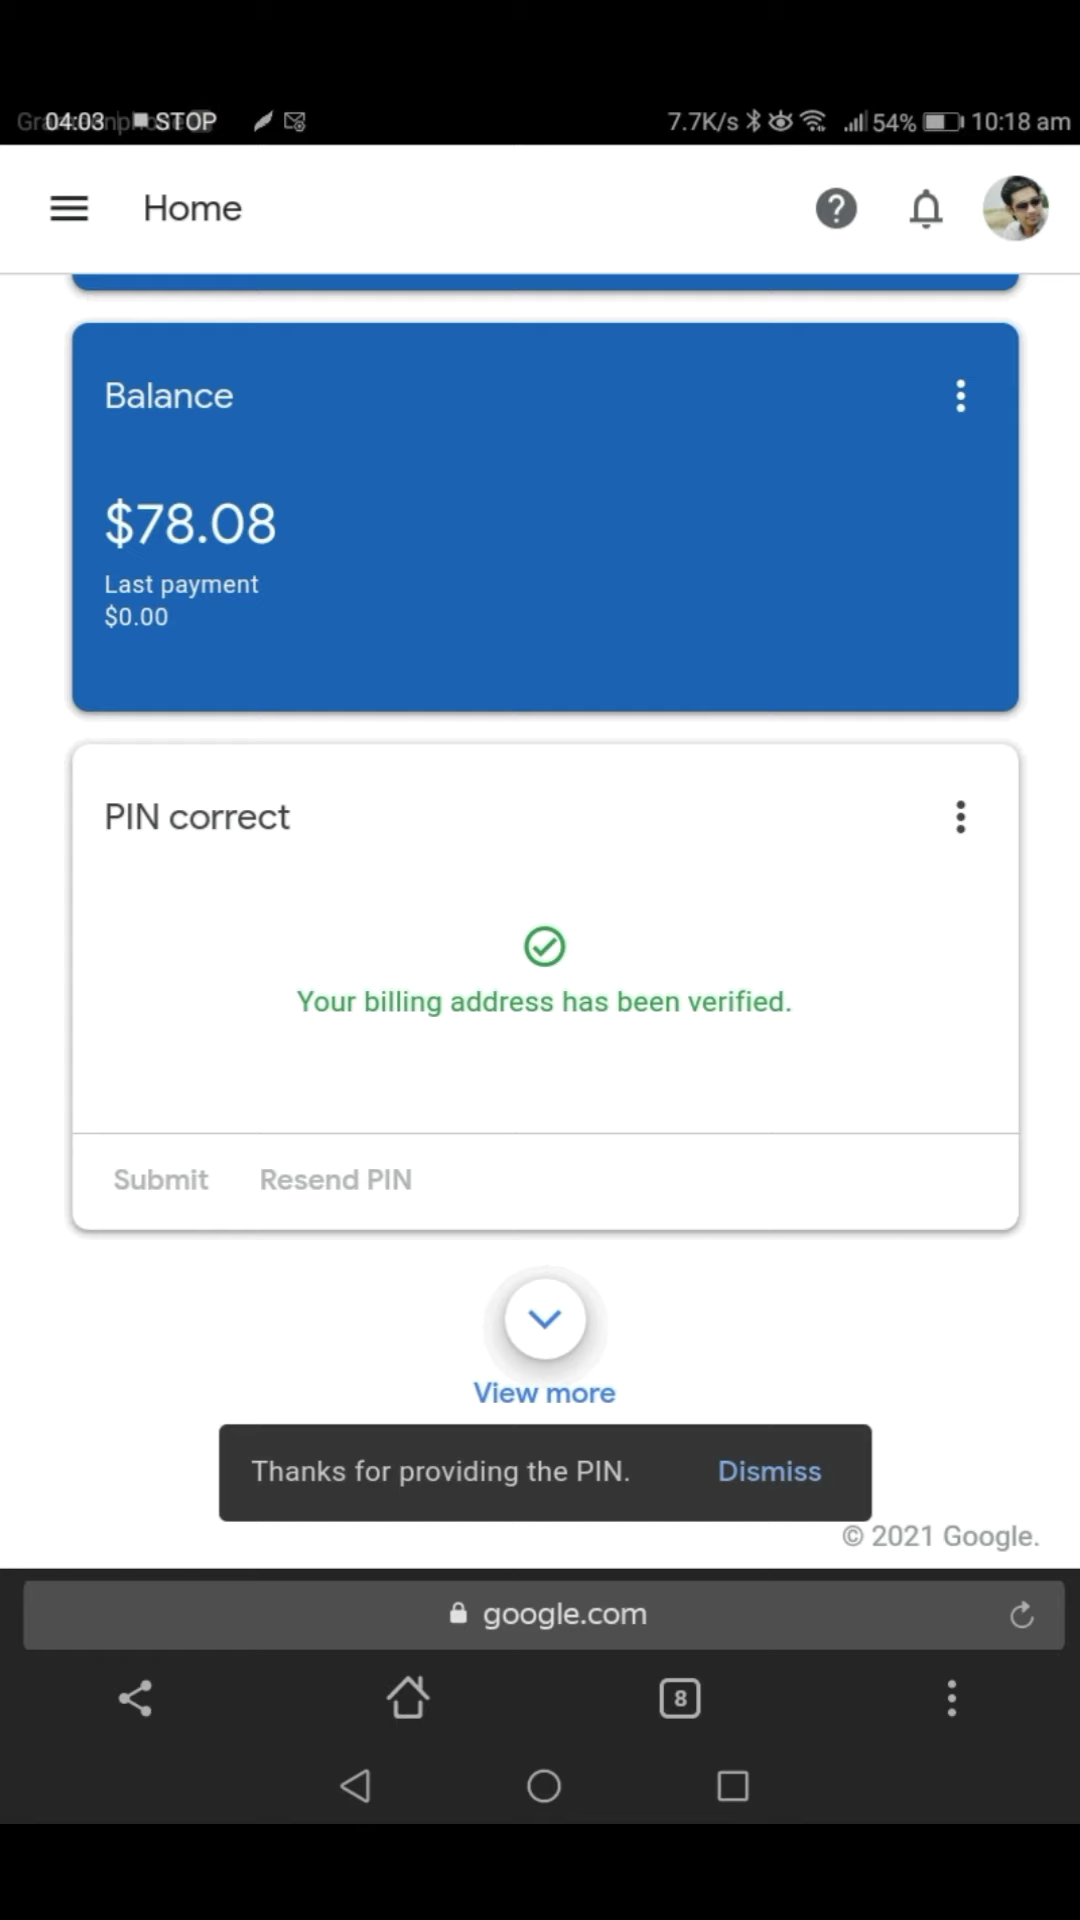 04:03 STOP 7.7K/s 54% 10:18 am
Home
Balance
$78.08
Last payment
$0.00
PIN correct
Your billing address has been verified.
Submit Resend PIN
View more
Thanks for providing the PIN. Dismiss
© 2021 Google.
google.com
8